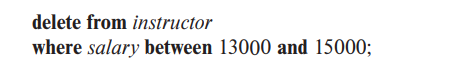 delete from instructor
where salary between 13000 and 15000;